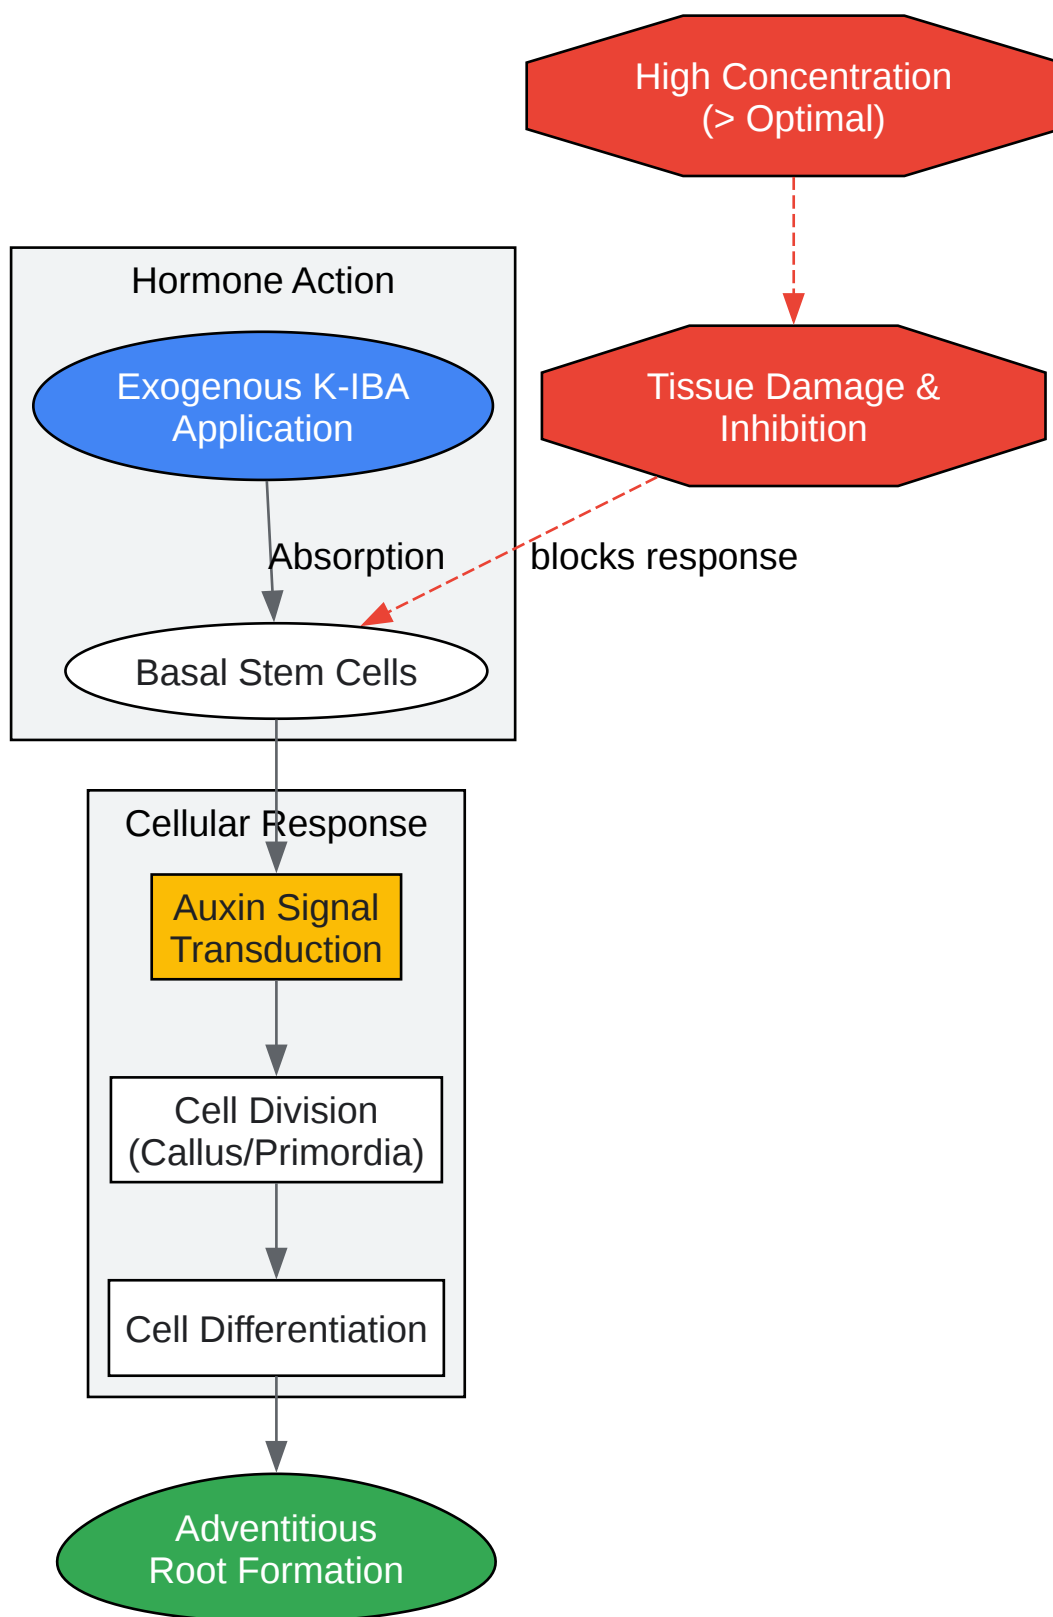 High Concentration
(> Optimal)
Hormone Action
Exogenous K-IBA
Application
Tissue Damage &
Inhibition
Absorption
blocks response
Basal Stem Cells
Cellular Response
Auxin Signal
Transduction
Cell Division
(Callus/Primordia)
Cell Differentiation
Adventitious
Root Formation